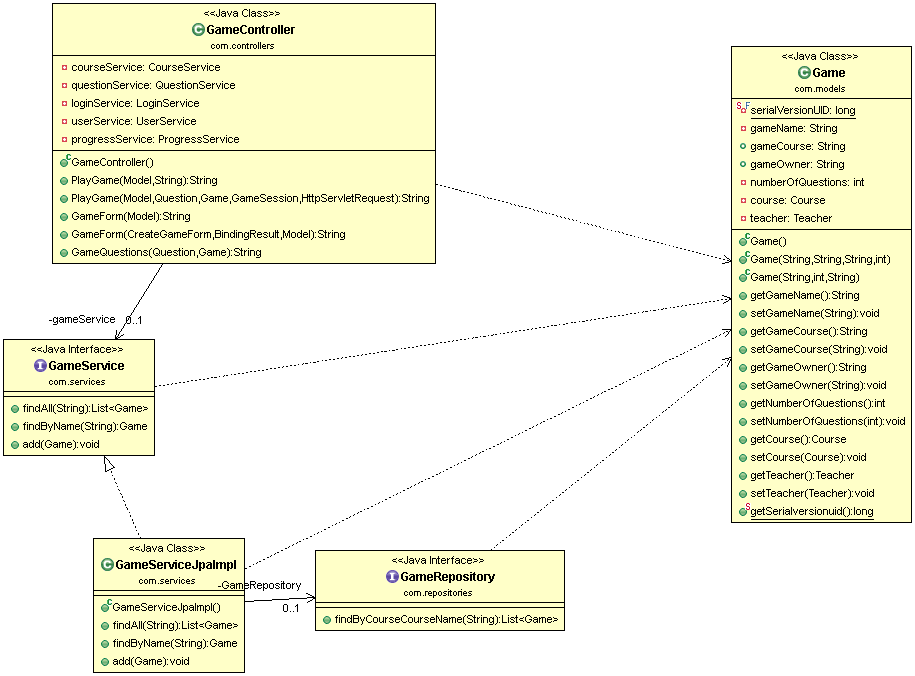 <<Java Class>>
GameController
com.controllers
courseService: CourseService
questionService: QuestionService
loginService: LoginService
userService: UserService
progressService: ProgressService
GameController()
PlayGame(Model,String):String
PlayGame(Model,Question,Game,GameSession,HttpServletRequest):String
GameForm(Model):String
GameForm(CreateGameForm,BindingResult,Model):String
GameQuestions(Question,Game):String
<<Java Class>>
Game
com.models
serialVersionUID: long
gameName: String
gameCourse: String
gameOwner: String
numberOfQuestions: int
course: Course
teacher: Teacher
Game()
Game(String,String,String,int)
Game(String,int,String)
getGameName():String
setGameName(String):void
getGameCourse():String
setGameCourse(String):void
getGameOwner():String
setGameOwner(String):void
getNumberOfQuestions():int
setNumberOfQuestions(int):void
getCourse():Course
setCourse(Course):void
getTeacher():Teacher
setTeacher(Teacher):void
getSerialversionuid():long
-gameService 0..1
<<Java Interface>>
GameService
com.services
findAll(String):List<Game>
findByName(String):Game
add(Game):void
<<Java Class>>
GameServiceJpaImpl
com.services
GameServiceJpaImpl()
findAll(String):List<Game>
findByName(String):Game
add(Game):void
-GameRepository
0..1
<<Java Interface>>
GameRepository
com.repositories
findByCourseCourseName(String):List<Game>